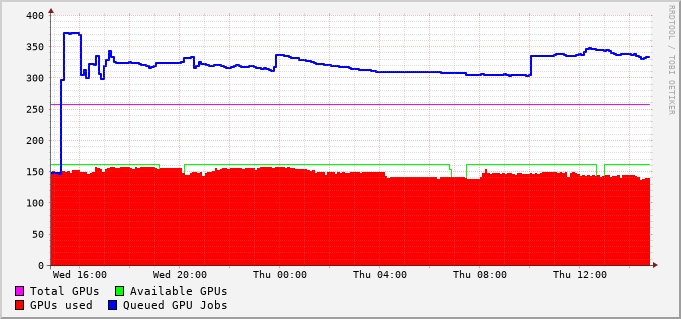 400
350
300
250
200
150
100
50
0
Wed 16:00 Wed 20:00 Thu 00:00 Thu 04:00 Thu 08:00 Thu 12:00
Total GPUs Available GPUs
GPUs used Queued GPU Jobs
RRDTOOL / TOBI OETIKER